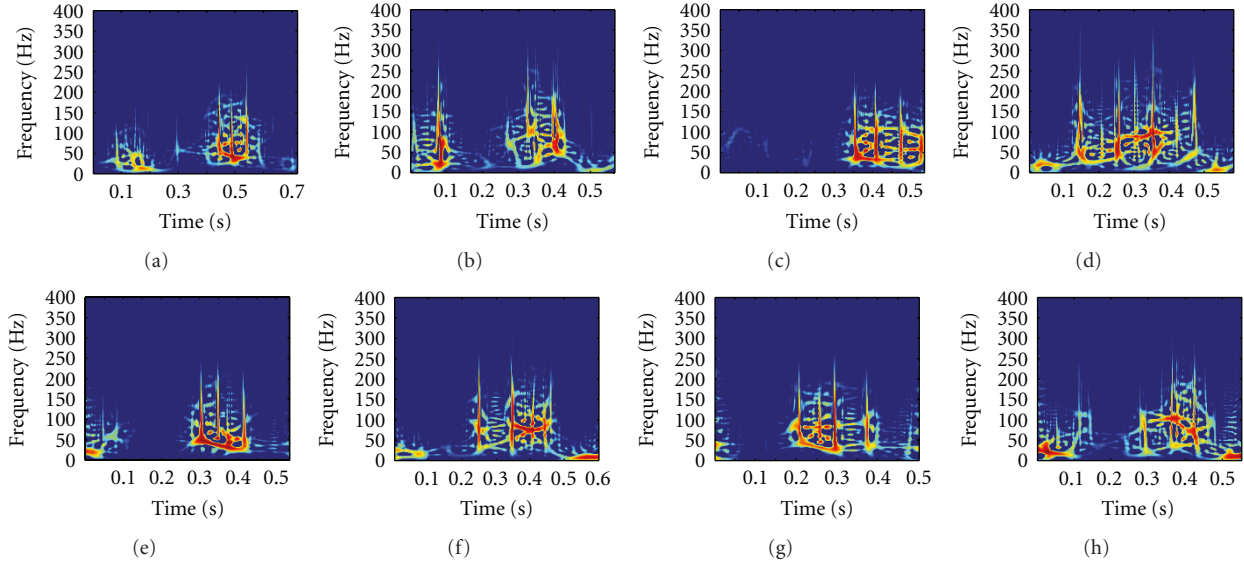 400 350 300 250 200 150 100 50 0
Frequency (Hz)
0.1 0.3 0.5 0.7
Time (s)
(a)
400 350 300 250 200 150 100 50 0
Frequency (Hz)
0.1 0.2 0.3 0.4 0.5
Time (s)
(b)
400 350 300 250 200 150 100 50 0
Frequency (Hz)
0.1 0.2 0.3 0.4 0.5
Time (s)
(c)
400 350 300 250 200 150 100 50 0
Frequency (Hz)
0.1 0.2 0.3 0.4 0.5
Time (s)
(d)
400 350 300 250 200 150 100 50 0
Frequency (Hz)
0.1 0.2 0.3 0.4 0.5
Time (s)
(e)
400 350 300 250 200 150 100 50 0
Frequency (Hz)
0.1 0.2 0.3 0.4 0.5 0.6
Time (s)
(f)
400 350 300 250 200 150 100 50 0
Frequency (Hz)
0.1 0.2 0.3 0.4 0.5
Time (s)
(g)
400 350 300 250 200 150 100 50 0
Frequency (Hz)
0.1 0.2 0.3 0.4 0.5
Time (s)
(h)